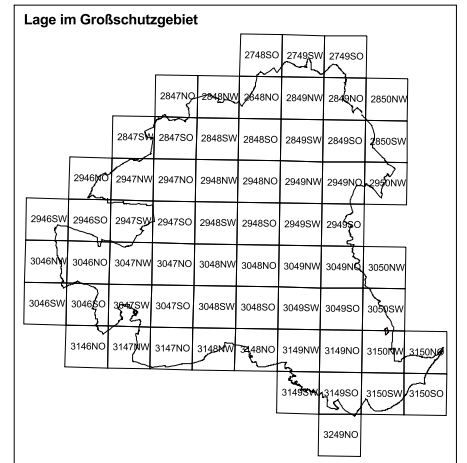 Lage im Großschutzgebiet
2748SO 2749SW 2749SO
2847NO 2848NW 2848NO 2849NW 2849NO 2850NW
2847SW 2847SO 2848SW 2848SO 2849SW 2849SO 2850SW
2946NO 2947NW 2947NO 2948NW 2948NO 2949NW 2949NO 2950NW
2946SW 2946SO 2947SW 2947SO 2948SW 2948SO 2949SW 2949SO
3046NW 3046NO 3047NW 3047NO 3048NW 3048NO 3049NW 3049NO 3050NW
3046SW 3046SO 3047SW 3047SO 3048SW 3048SO 3049SW 3049SO 3050SW
3146NO 3147NW 3147NO 3148NW 3148NO 3149NW 3149NO 3150NW 3150NO
3149SW 3149SO 3150SW 3150SO
3249NO